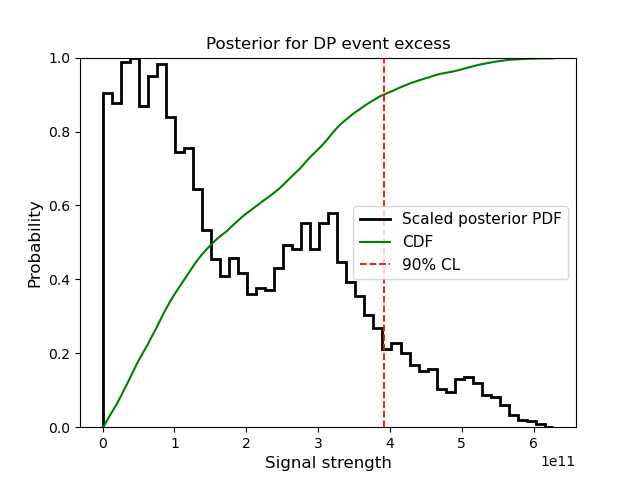 Posterior for DP event excess
Probability
1.0
0.8
0.6
0.4
0.2
0.0
Scaled posterior PDF
CDF
90% CL
0 1 2 3 4 5 6
1e11
Signal strength